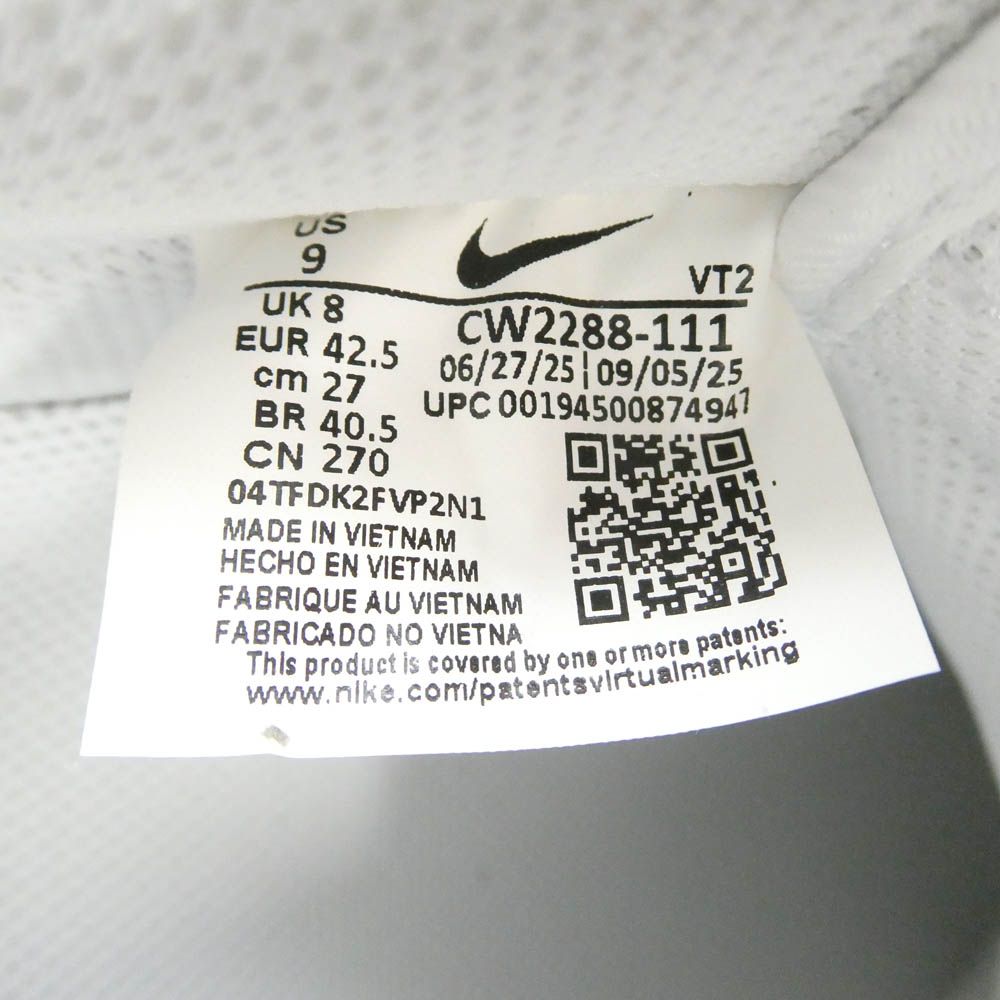 US
9
VT2
UK 8
EUR 42.5
cm 27
BR 40.5
CN 270
CW2288-111
06/27/25 | 09/05/25
UPC 00194500874947
04TFDK2FVP2N1
MADE IN VIETNAM
HECHO EN VIETNAM
FABRIQUE AU VIETNAM
FABRICADO NO VIETNA
This product is covered by one or more patents:
www.nike.com/patentsvirtualmarking